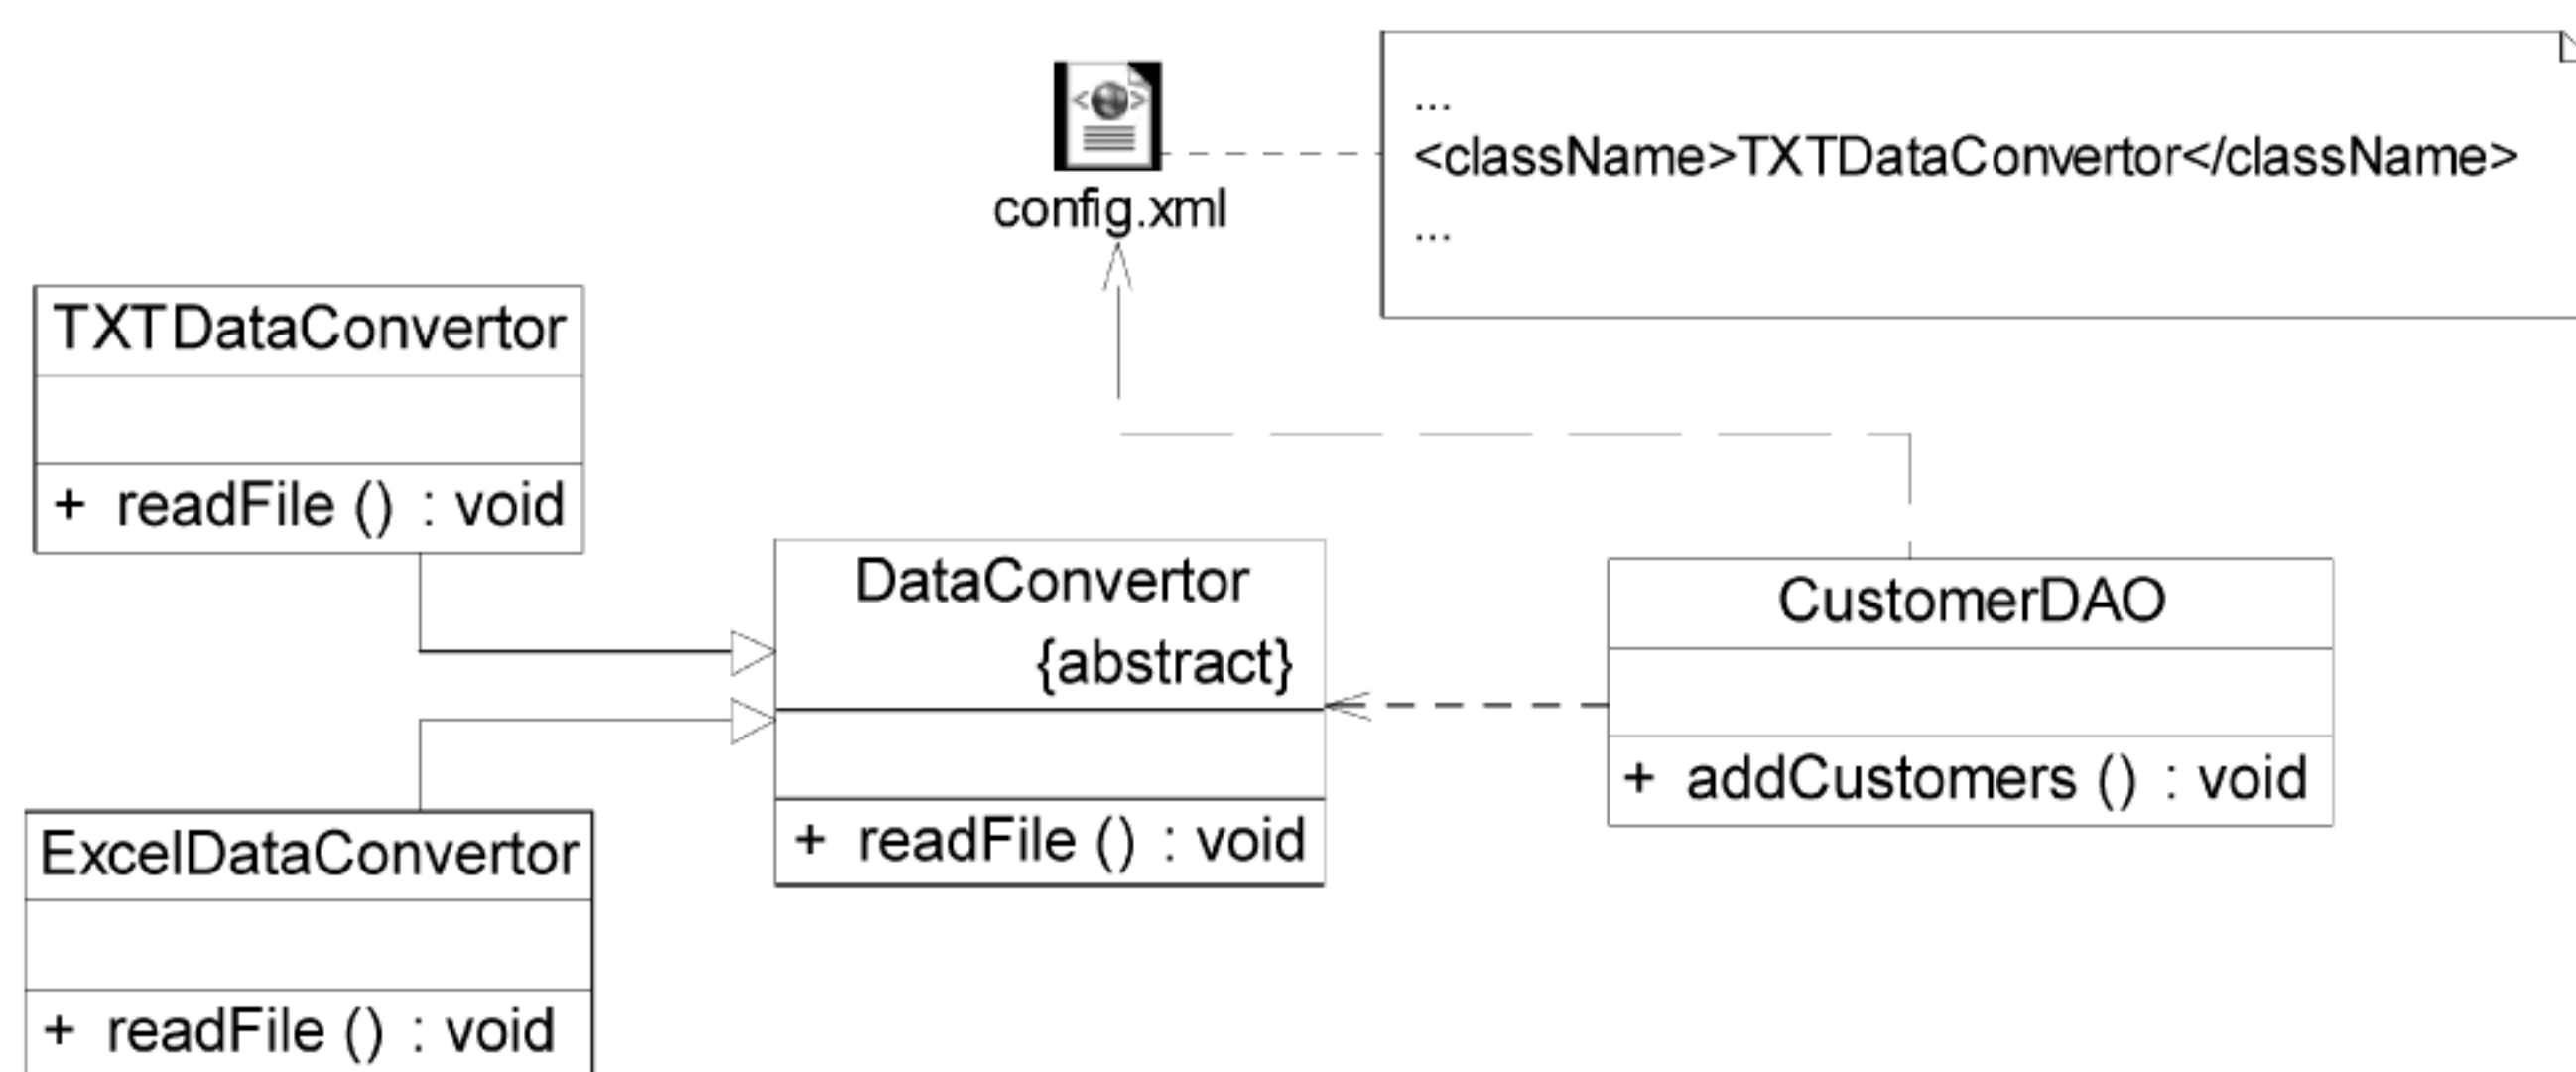 ...
<className>TXTDataConvertor</className>
...
config.xml
TXTDataConvertor
+ readFile () : void
DataConvertor
{abstract}
+ readFile () : void
CustomerDAO
+ addCustomers () : void
ExcelDataConvertor
+ readFile () : void